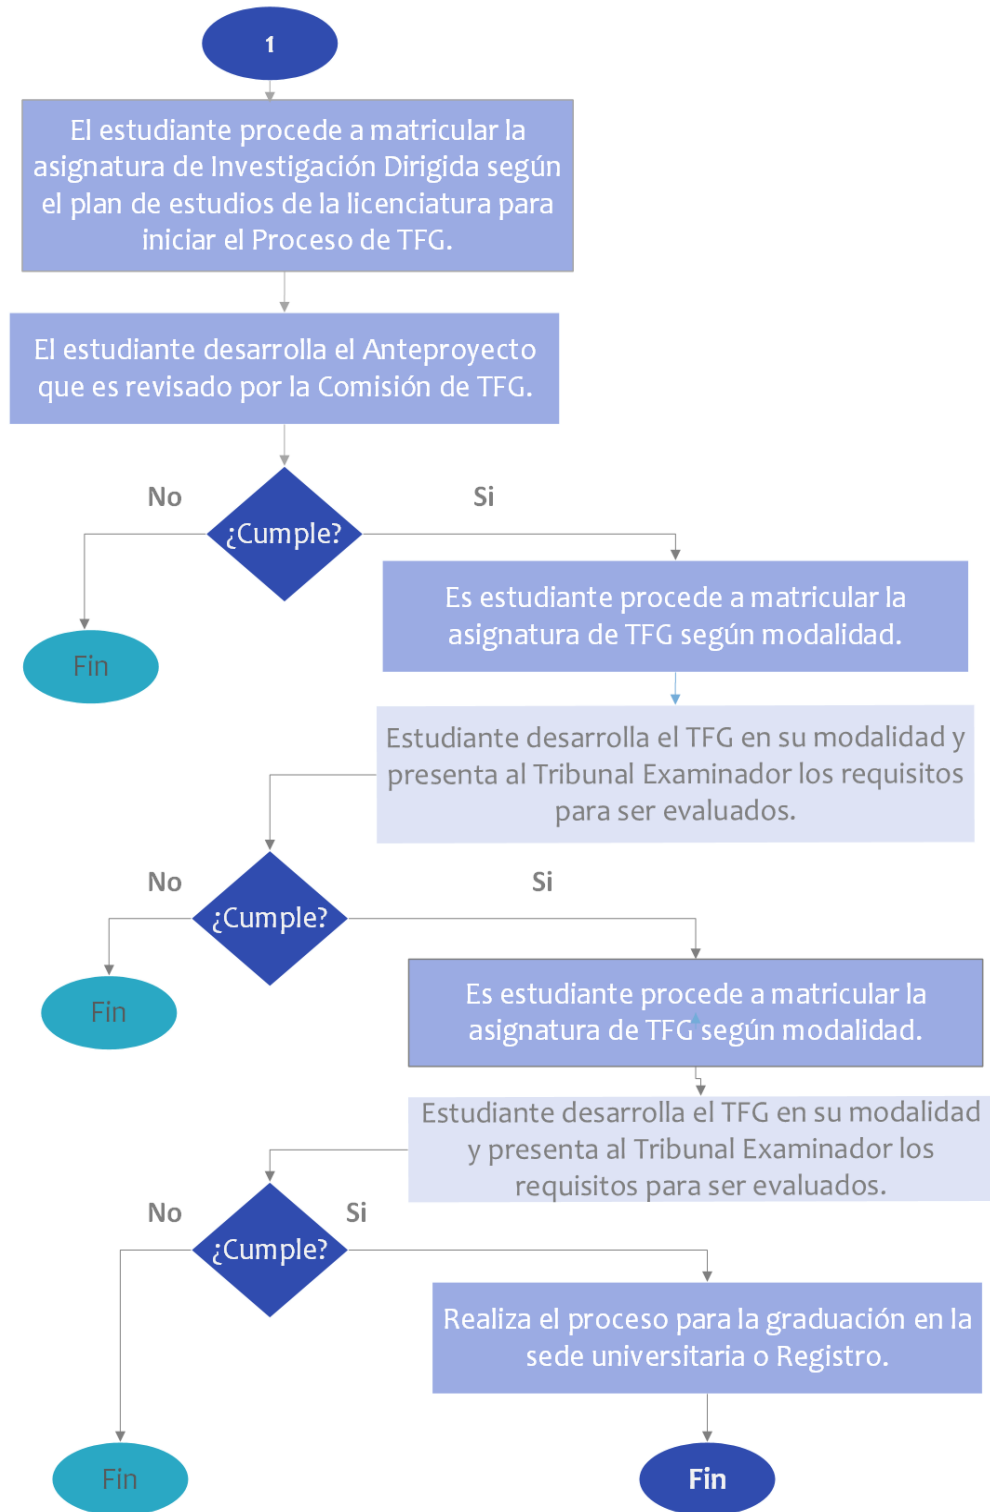 1
El estudiante procede a matricular la
asignatura de Investigación Dirigida según
el plan de estudios de la licenciatura para
iniciar el Proceso de TFG.
El estudiante desarrolla el Anteproyecto
que es revisado por la Comisión de TFG.
No
Si
¿Cumple?
Es estudiante procede a matricular la
asignatura de TFG según modalidad.
Fin
Estudiante desarrolla el TFG en su modalidad y
presenta al Tribunal Examinador los requisitos
para ser evaluados.
No
Si
¿Cumple?
Es estudiante procede a matricular la
asignatura de TFG según modalidad.
Fin
Estudiante desarrolla el TFG en su modalidad
y presenta al Tribunal Examinador los
requisitos para ser evaluados.
No
Si
¿Cumple?
Realiza el proceso para la graduación en la
sede universitaria o Registro.
Fin
Fin